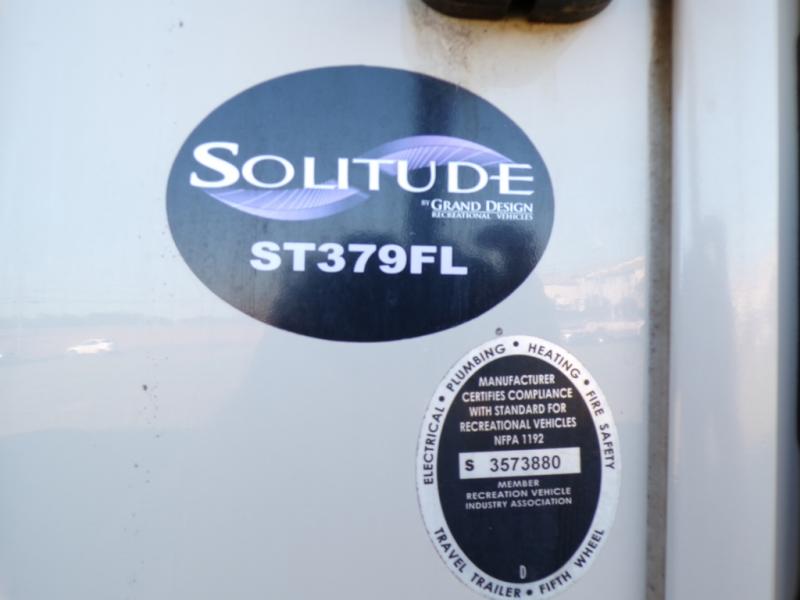 SOLITUDE
BY GRAND DESIGN
RECREATIONAL VEHICLES
ST379FL
ELECTRICAL • PLUMBING • HEATING • FIRE SAFETY
MANUFACTURER
CERTIFIES COMPLIANCE
WITH STANDARD FOR
RECREATIONAL VEHICLES
NFPA 1192
S 3573880
MEMBER
RECREATION VEHICLE
INDUSTRY ASSOCIATION
D
TRAVEL TRAILER • FIFTH WHEEL